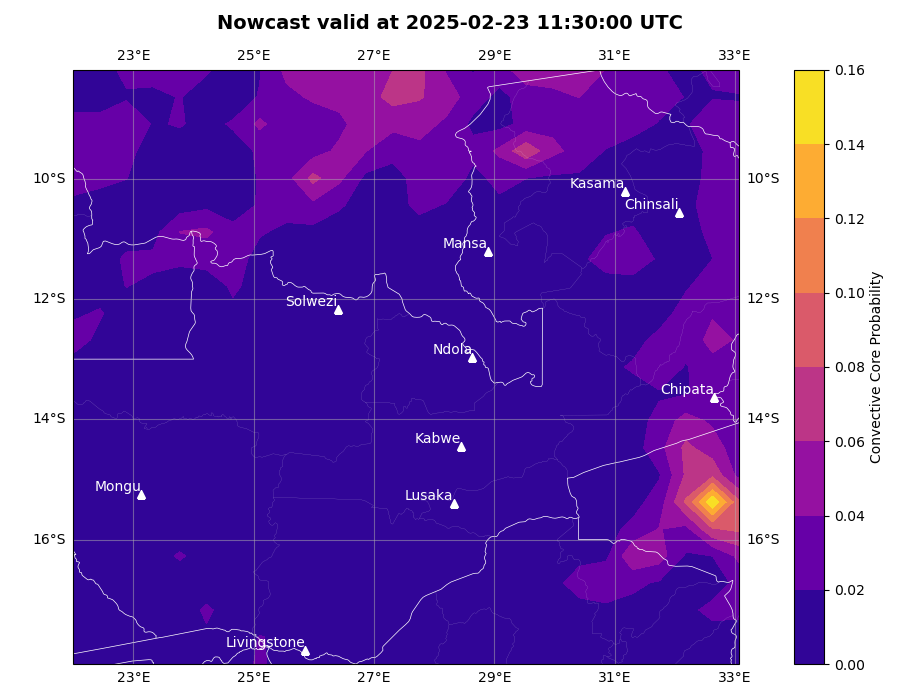 Nowcast valid at 2025-02-23 11:30:00 UTC
23°E 25°E 27°E 29°E 31°E 33°E
0.16
0.14
0.12
0.10
0.08
0.06
0.04
0.02
0.00
Convective Core Probability
10°S 10°S
12°S 12°S
14°S 14°S
16°S 16°S
Kasama
Chinsali
Mansa
Solwezi
Ndola
Chipata
Kabwe
Mongu
Lusaka
Livingstone
23°E 25°E 27°E 29°E 31°E 33°E